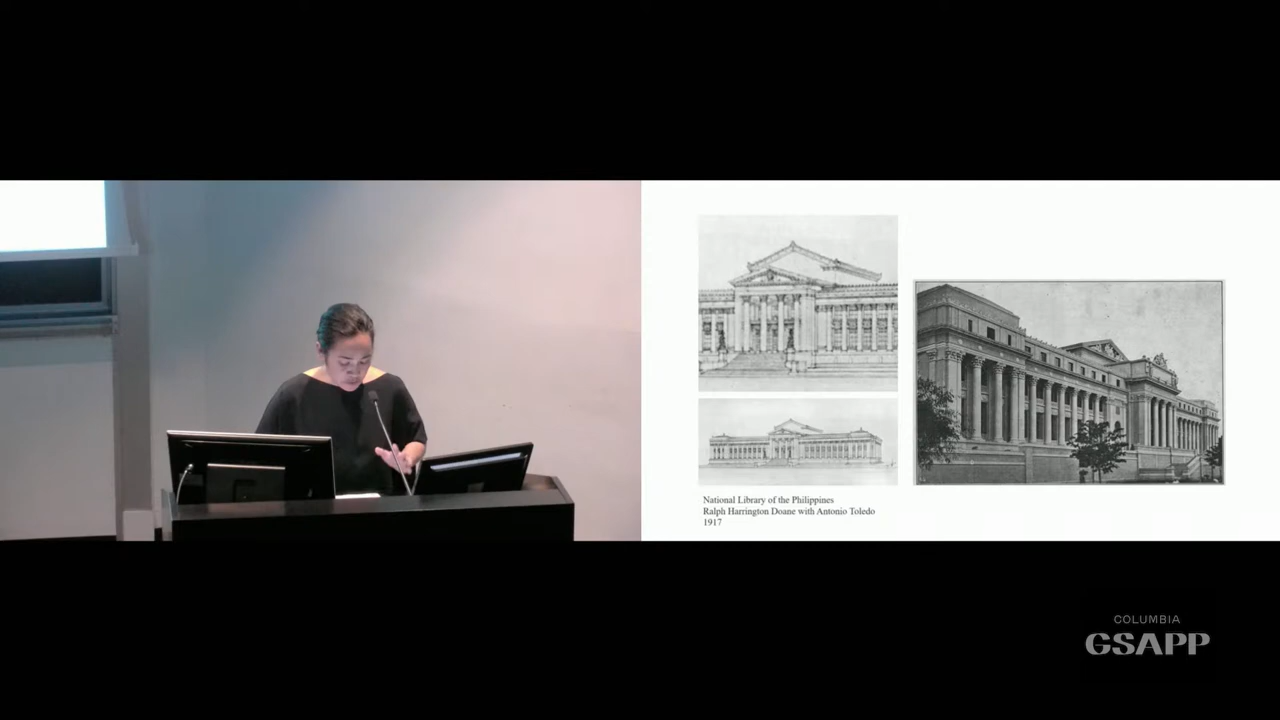 National Library of the Philippines
Ralph Harrington Doane with Antonio Toledo
1917
COLUMBIA
GSAPP